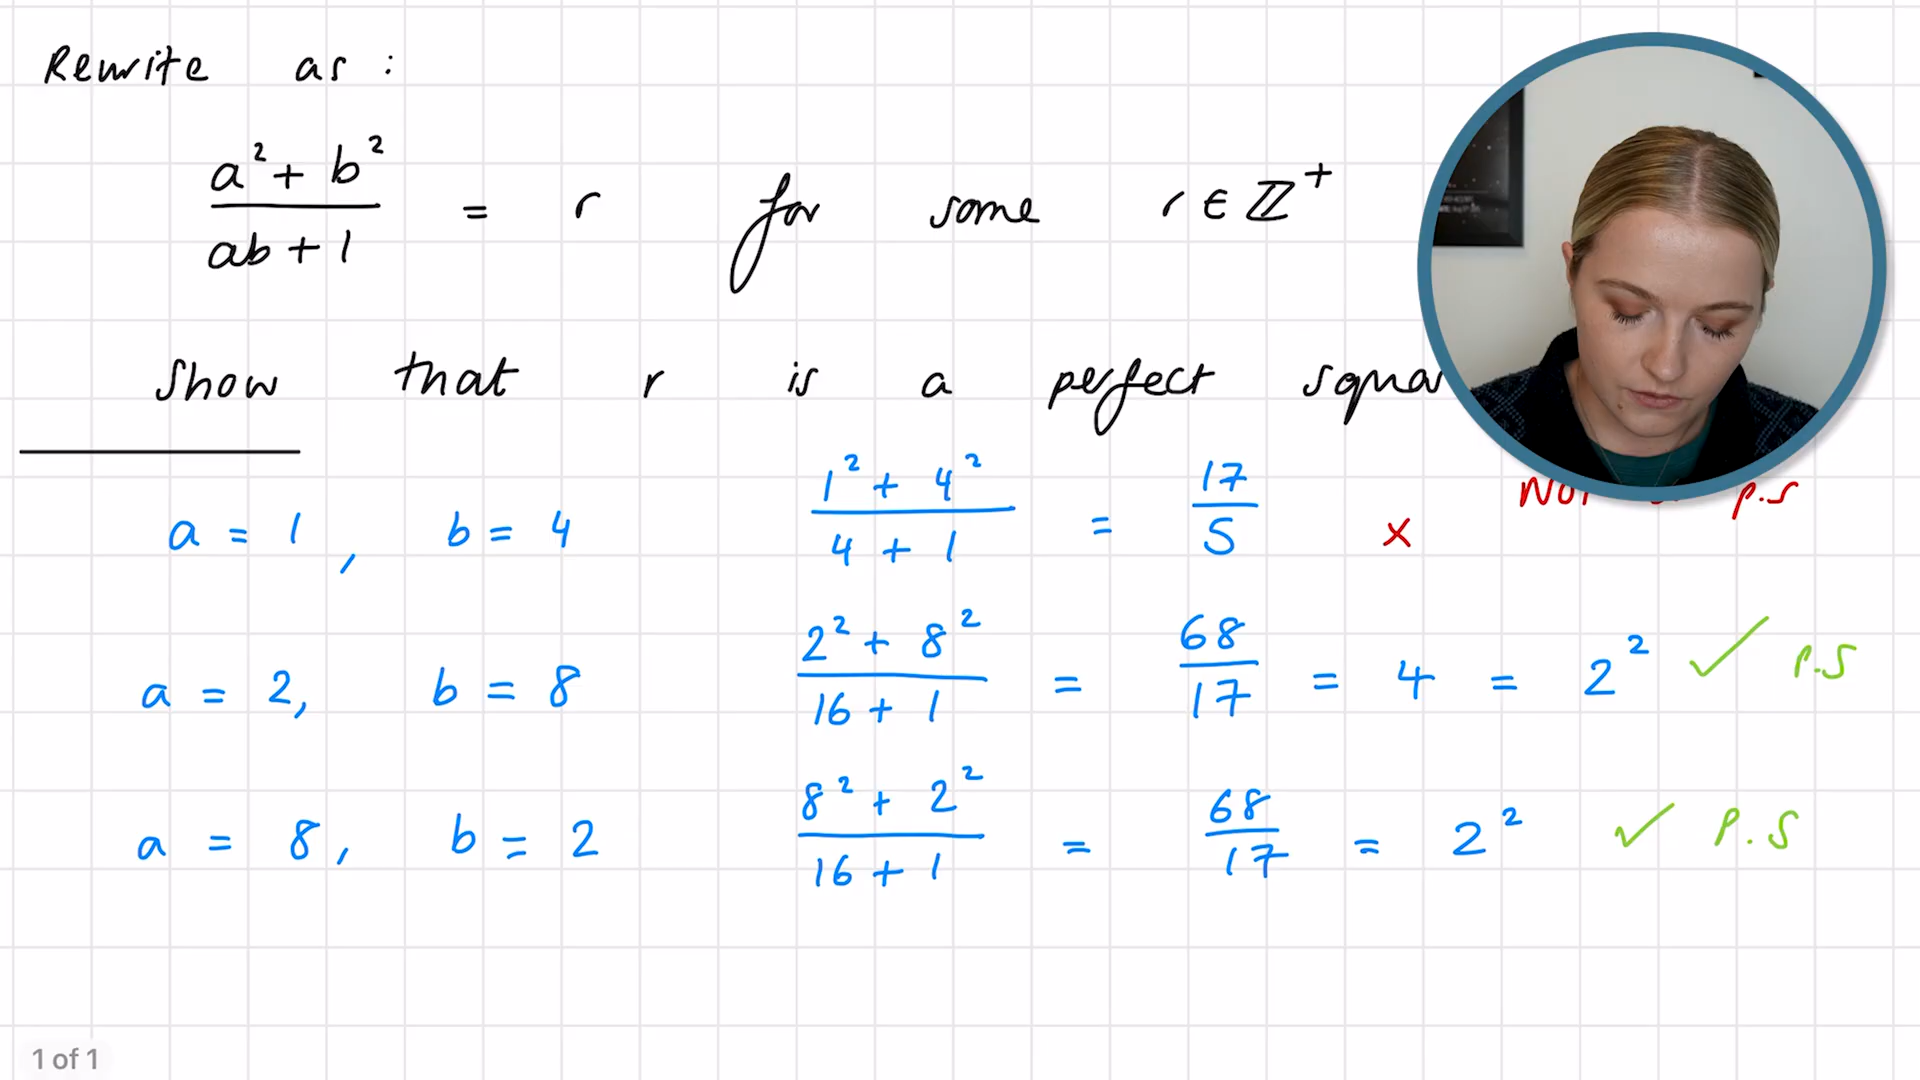 Rewrite as :
a² + b² / ab + 1 = r for some r ∈ ℤ⁺
Show that r is a perfect squar
a = 1 , b = 4 1² + 4² / 4 + 1 = 17 / 5 × p.s
a = 2, b = 8 2² + 8² / 16 + 1 = 68 / 17 = 4 = 2² ✓ P.S
a = 8, b = 2 8² + 2² / 16 + 1 = 68 / 17 = 2² ✓ P.S
1 of 1